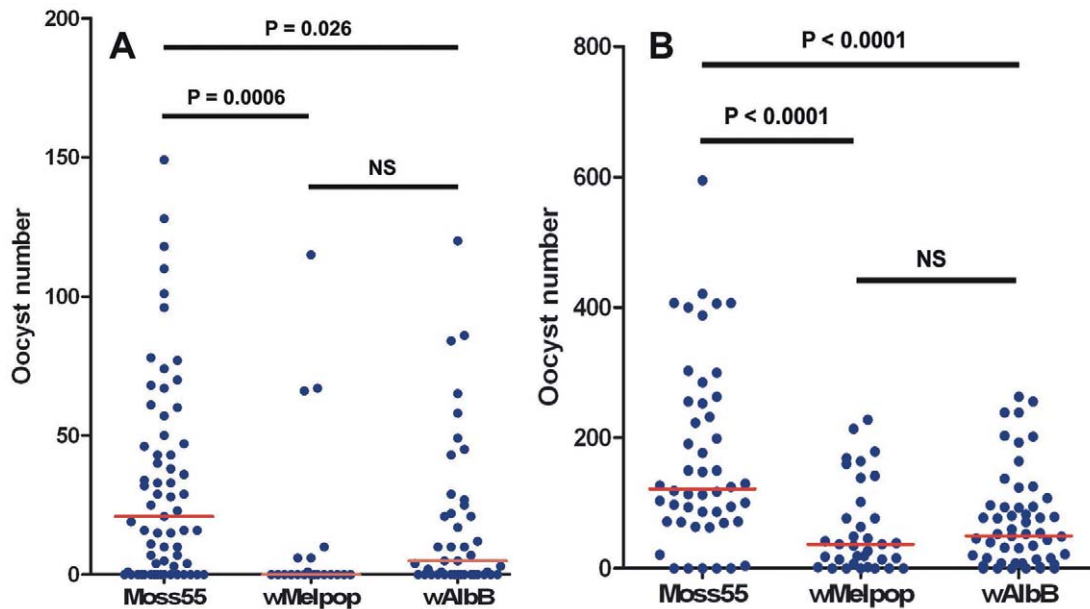 A
P = 0.026
P = 0.0006
NS
Oocyst number
200
150
100
50
0
Moss55 wMelpop wAlbB
B
P < 0.0001
P < 0.0001
NS
Oocyst number
800
600
400
200
0
Moss55 wMelpop wAlbB